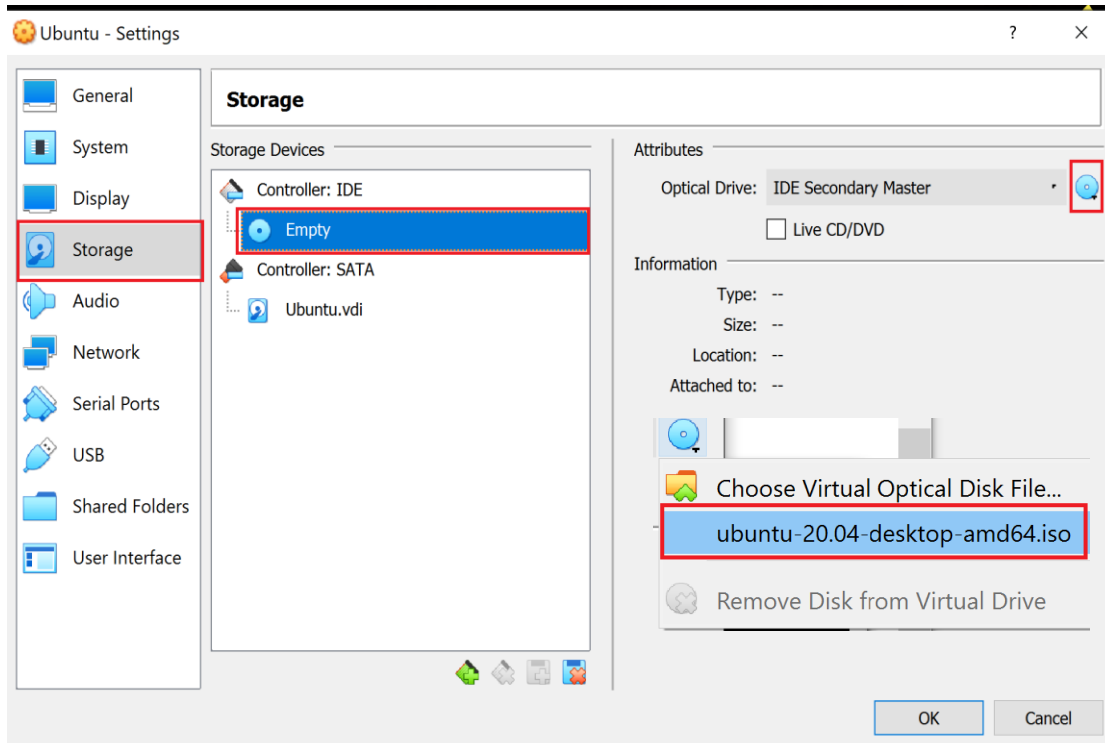 Ubuntu - Settings
?
General
System
Display
Storage
Audio
Network
Serial Ports
USB
Shared Folders
User Interface
Storage
Storage Devices
Controller: IDE
Empty
Controller: SATA
Ubuntu.vdi
Attributes
Optical Drive: IDE Secondary Master
Live CD/DVD
Information
Type: --
Size: --
Location: --
Attached to: --
Choose Virtual Optical Disk File...
ubuntu-20.04-desktop-amd64.iso
Remove Disk from Virtual Drive
OK Cancel